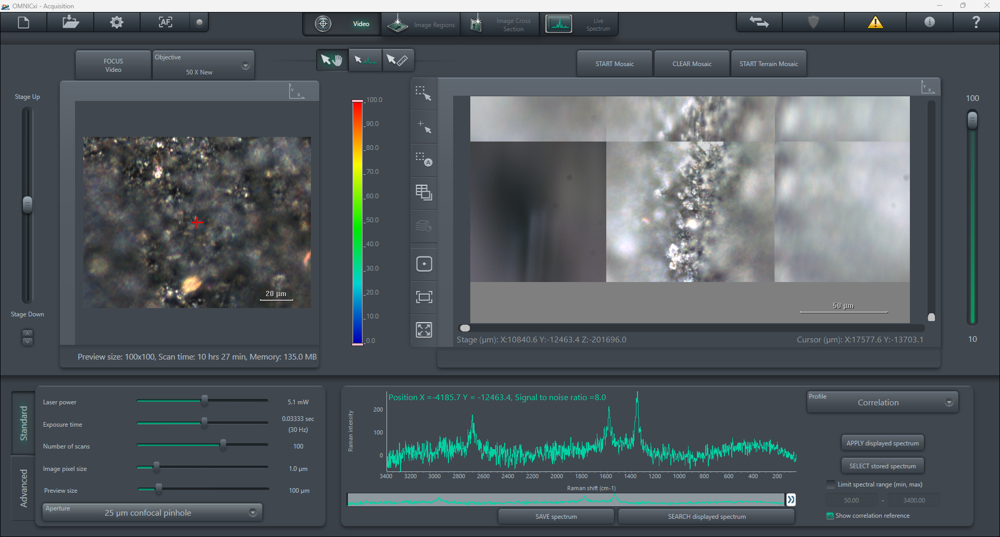 OMNICxi - Acquisition
AF
Video
Image Regions
Image Cross
Section
Live
Spectrum
?
FOCUS
Video
Objective
50 X New
START Mosaic
CLEAR Mosaic
START Terrain Mosaic
Y
X
Y
X
Stage Up
Stage Down
100.0
90.0
80.0
70.0
60.0
50.0
40.0
30.0
20.0
10.0
0.0
A
20 µm
50 µm
100
10
Stage (µm): X:10840.6 Y:-12463.4 Z:-201696.0
Cursor (µm): X:17577.6 Y:-13703.1
Preview size: 100x100, Scan time: 10 hrs 27 min, Memory: 135.0 MB
Standard
Advanced
Laser power
5.1 mW
Exposure time
0.03333 sec
(30 Hz)
Number of scans
100
Image pixel size
1.0 µm
Preview size
100 µm
Aperture
25 µm confocal pinhole
Position X =-4185.7 Y = -12463.4, Signal to noise ratio =8.0
Raman intensity
200
100
0
3400 3200 3000 2800 2600 2400 2200 2000 1800 1600 1400 1200 1000 800 600 400 200
Raman shift (cm-1)
SAVE spectrum
SEARCH displayed spectrum
Profile
Correlation
APPLY displayed spectrum
SELECT stored spectrum
Limit spectral range (min, max)
50.00 - 3400.00
Show correlation reference